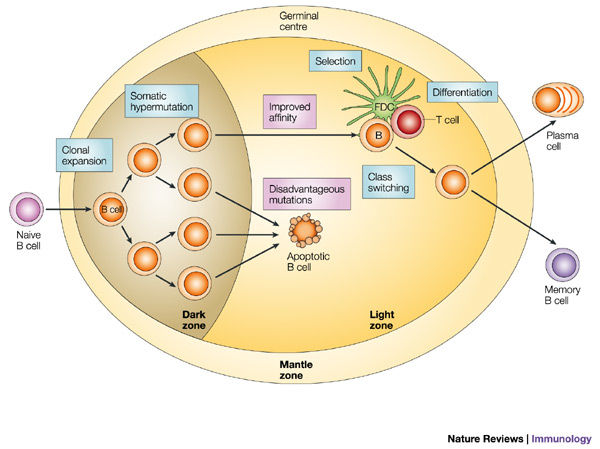 Germinal
centre
Selection
Somatic
hypermutation
FDC
Differentiation
Improved
affinity
T cell
B
Plasma
cell
Clonal
expansion
Class
switching
Disadvantageous
mutations
B cell
Naive
B cell
Apoptotic
B cell
Memory
B cell
Dark
zone
Light
zone
Mantle
zone
Nature Reviews | Immunology